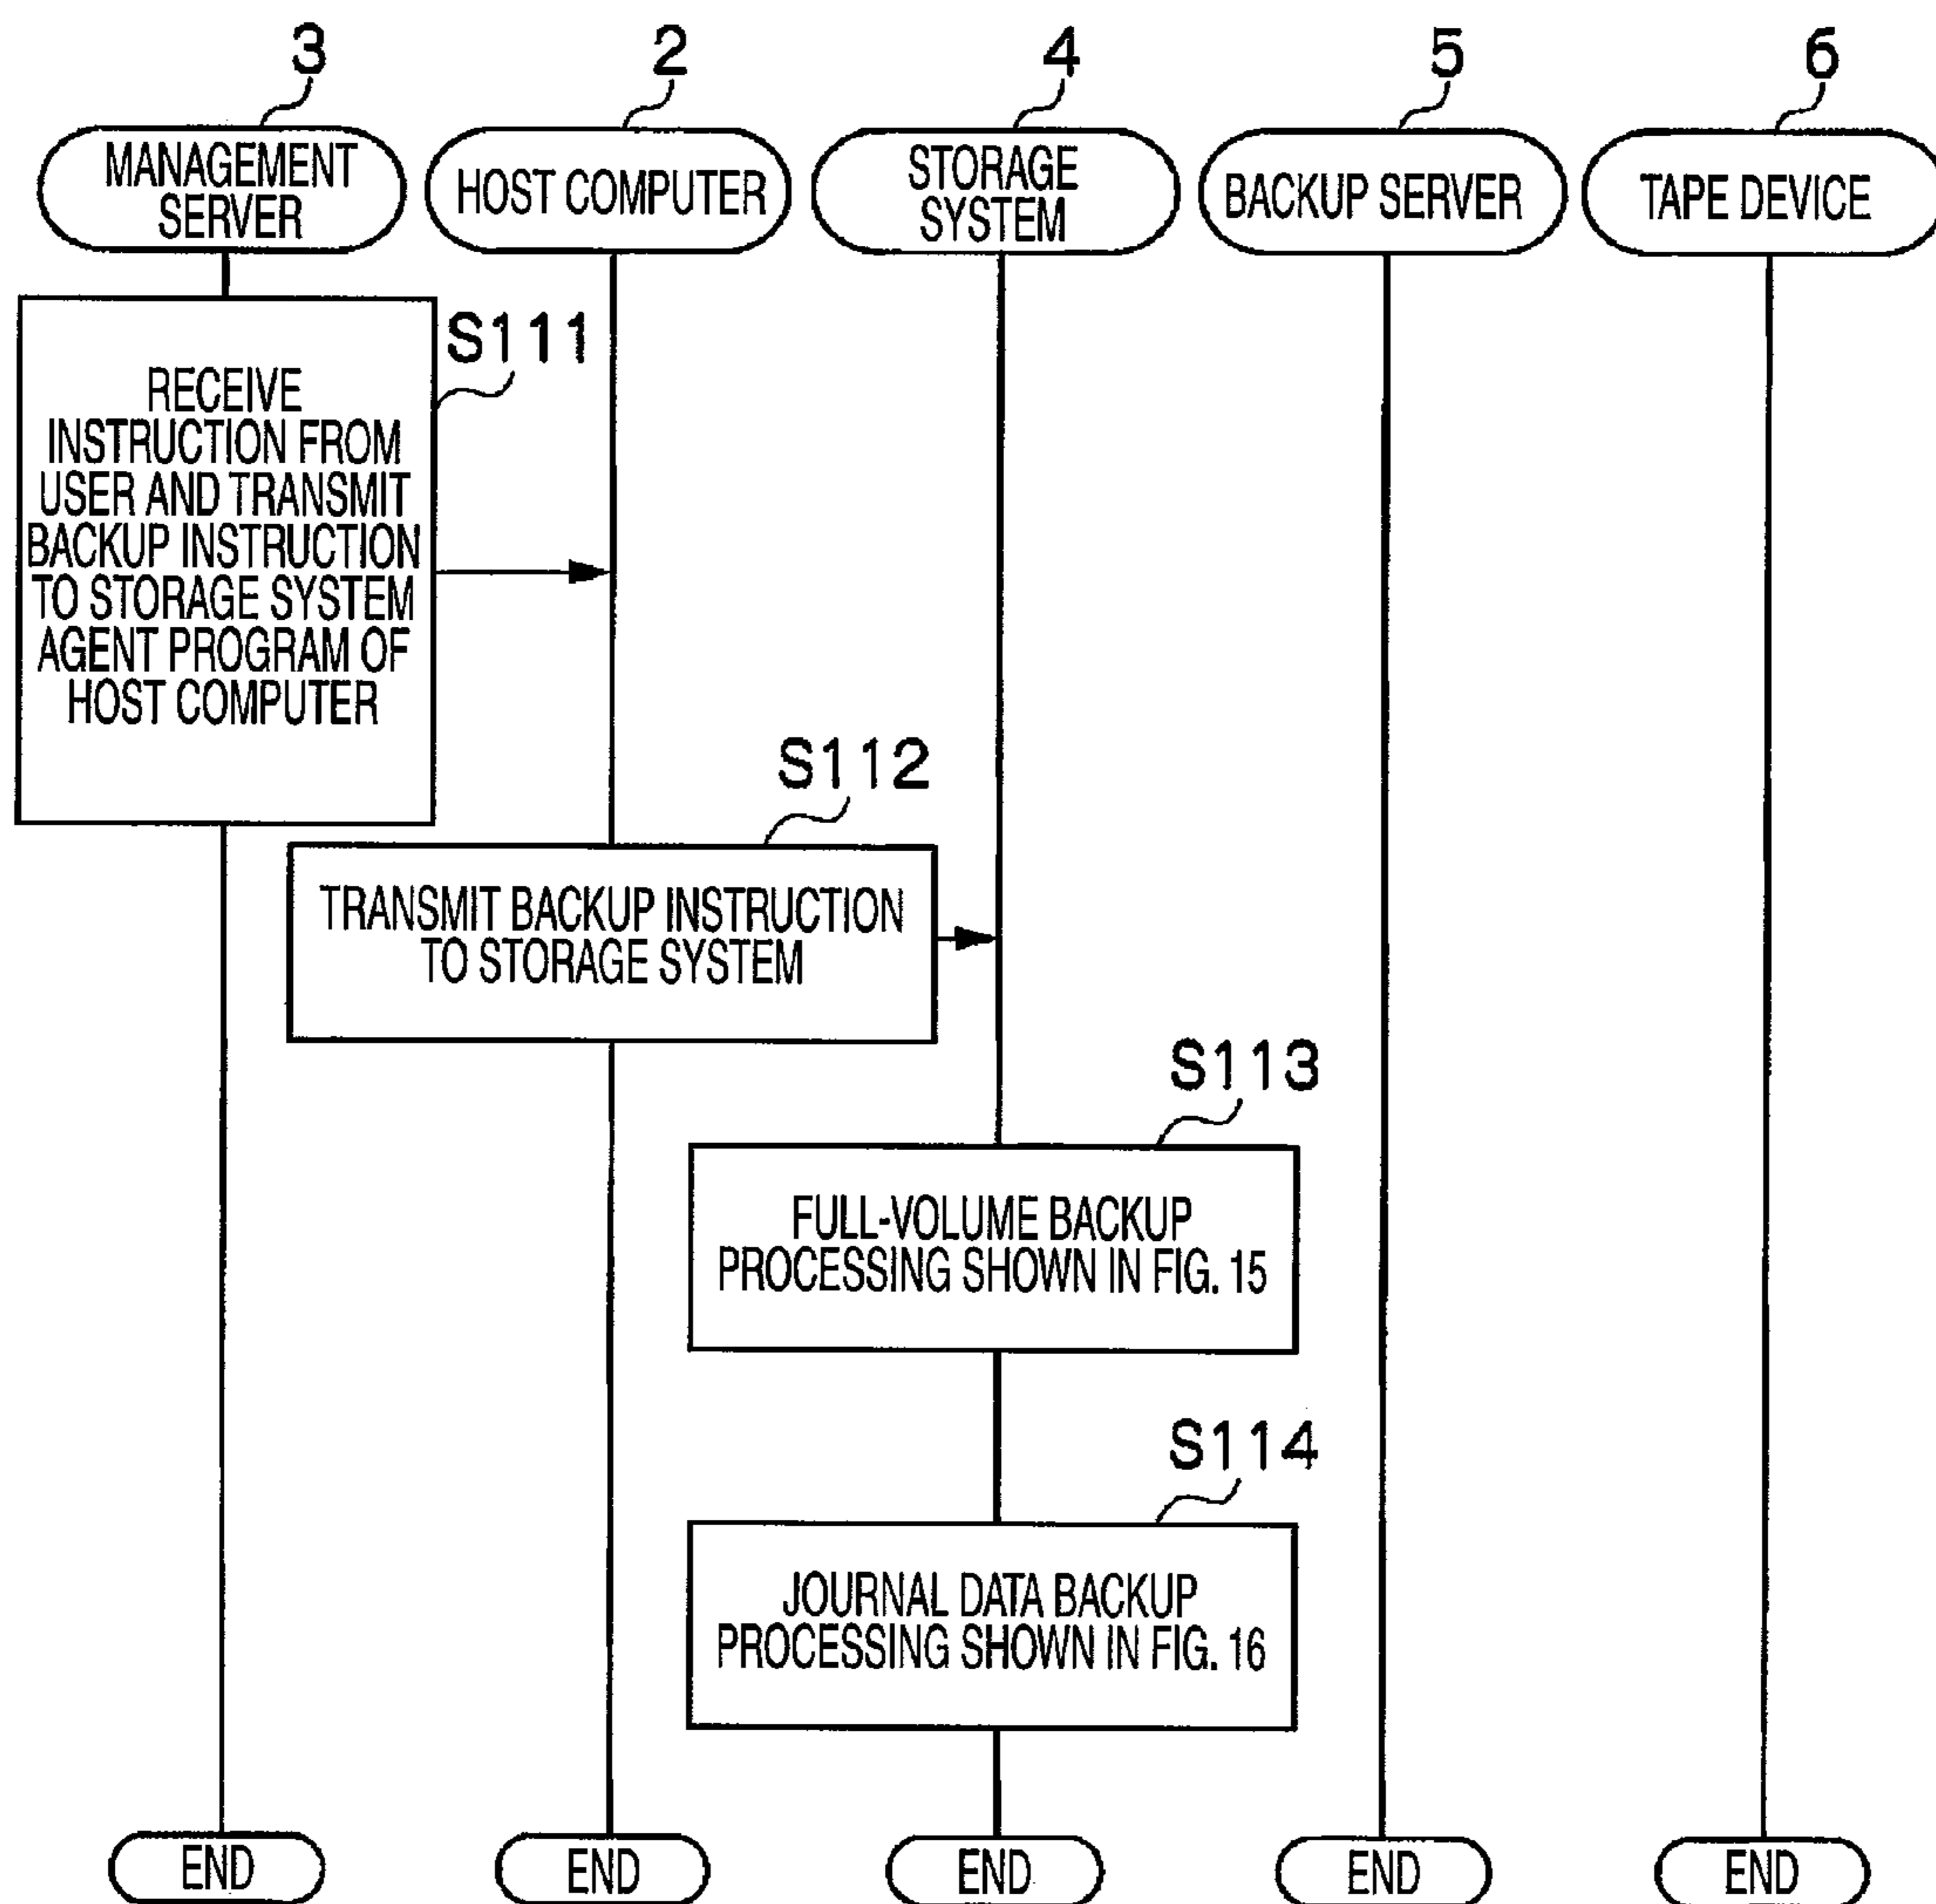 3
2
4
5
6
MANAGEMENT
SERVER
HOST COMPUTER
STORAGE
SYSTEM
BACKUP SERVER
TAPE DEVICE
S111
RECEIVE
INSTRUCTION FROM
USER AND TRANSMIT
BACKUP INSTRUCTION
TO STORAGE SYSTEM
AGENT PROGRAM OF
HOST COMPUTER
S112
TRANSMIT BACKUP INSTRUCTION
TO STORAGE SYSTEM
S113
FULL-VOLUME BACKUP
PROCESSING SHOWN IN FIG. 15
S114
JOURNAL DATA BACKUP
PROCESSING SHOWN IN FIG. 16
END
END
END
END
END